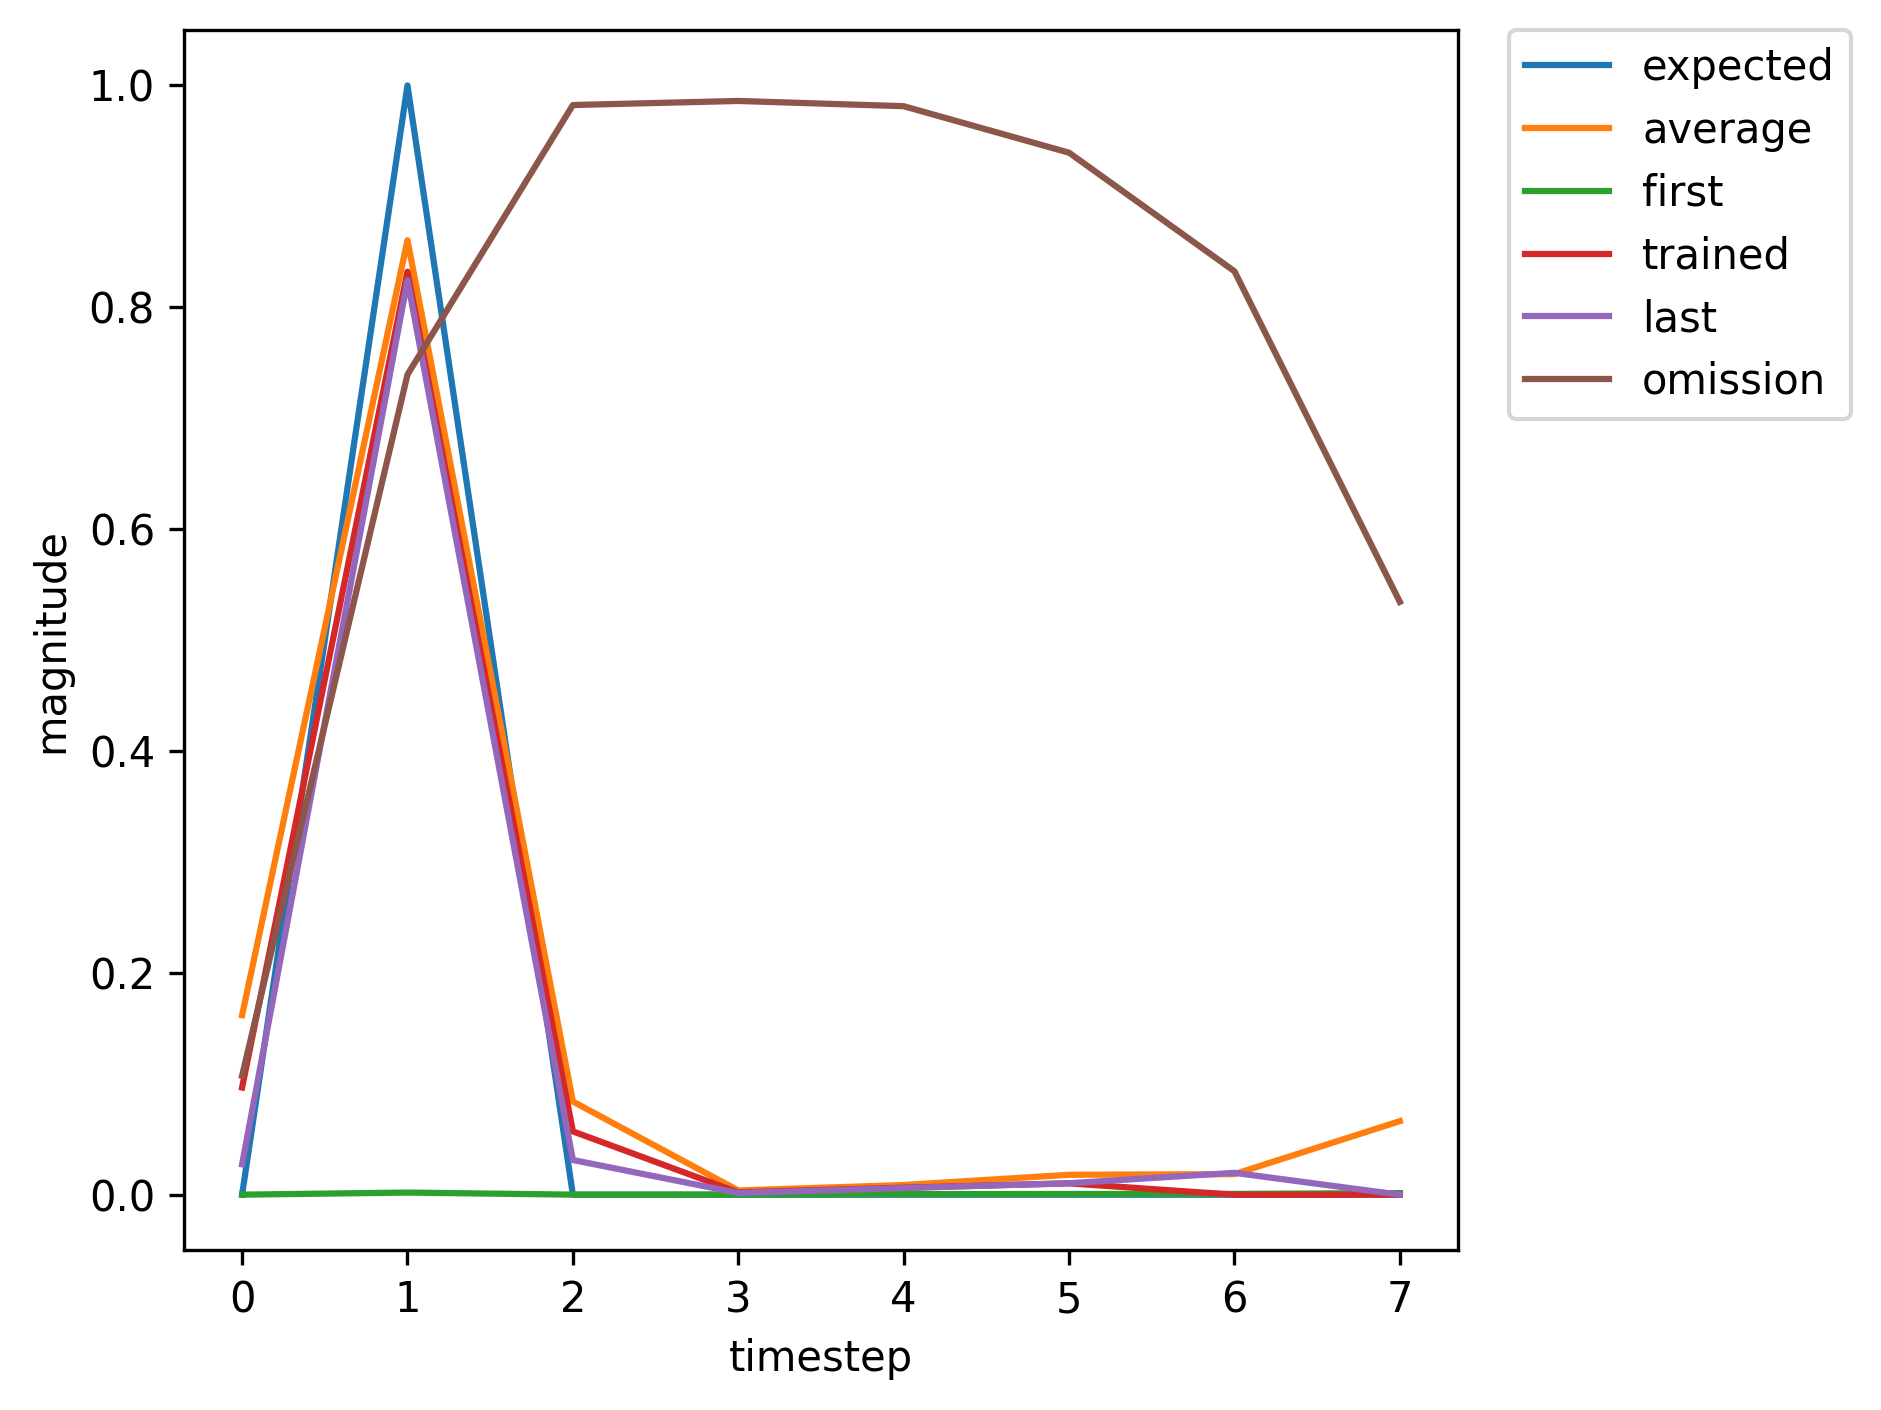 expected
average
first
trained
last
omission
1.0
0.8
0.6
0.4
0.2
0.0
magnitude
0 1 2 3 4 5 6 7
timestep